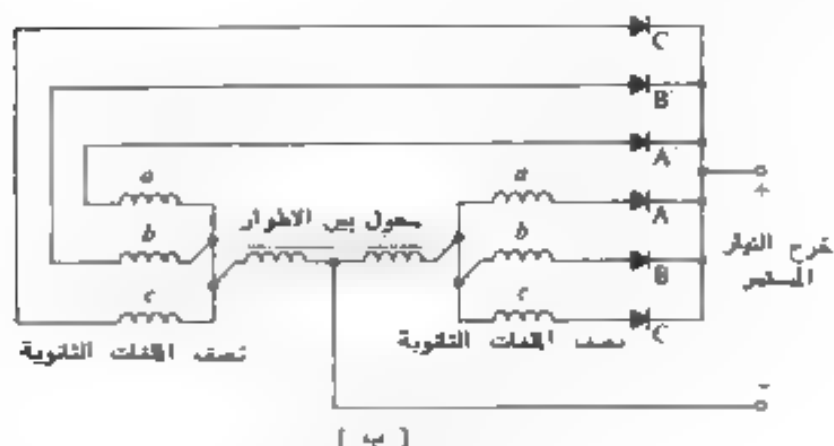 C
B
A
a
a
A
محول بين الاطوار
b
b
B
+
خرج التيار
المستمر
c
c
C
نصف الملفات الثانوية
نصف الملفات الثانوية
-
[ ب ]